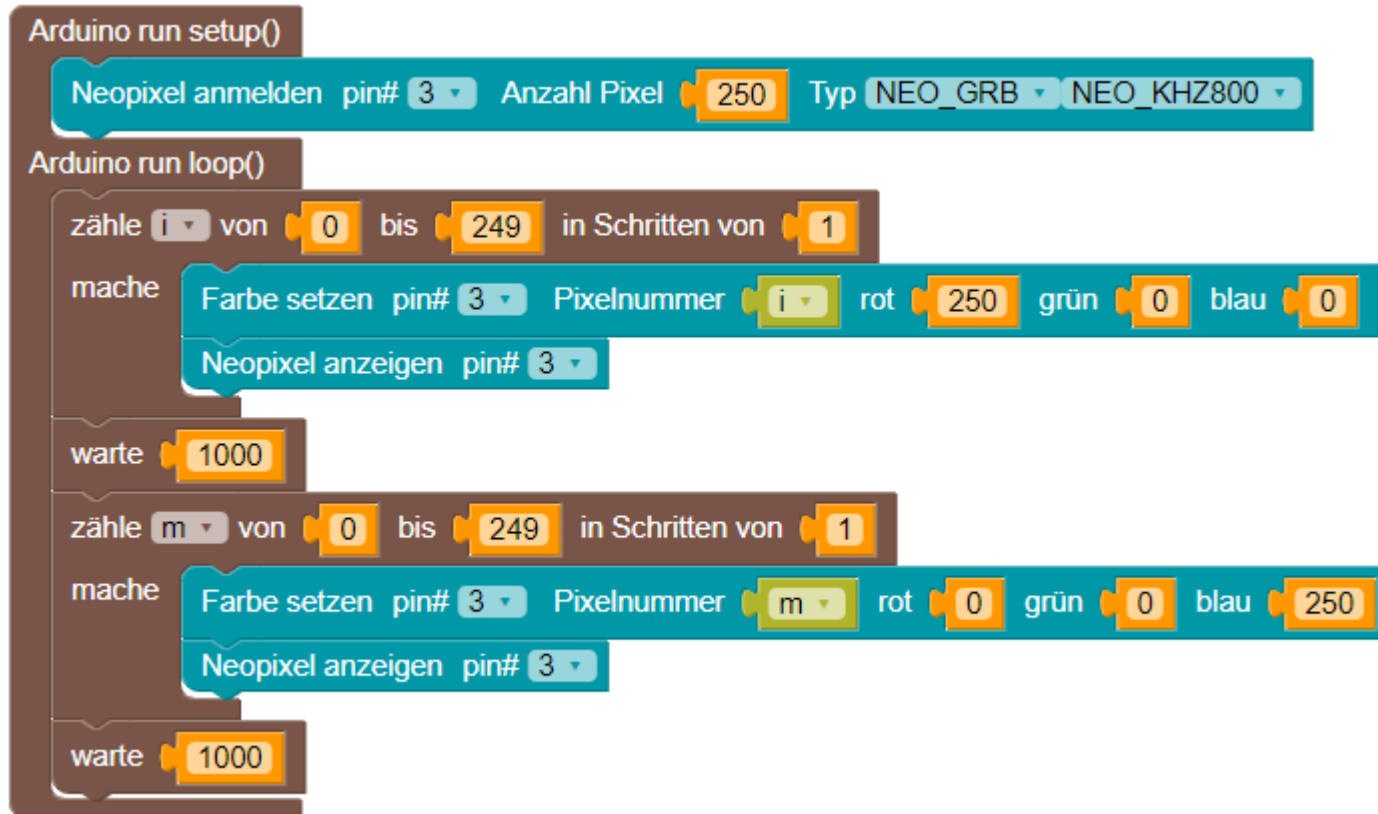 Arduino run setup()
Neopixel anmelden pin# 3 Anzahl Pixel 250 Typ NEO_GRB NEO_KHZ800
Arduino run loop()
zähle i von 0 bis 249 in Schritten von 1
mache
Farbe setzen pin# 3 Pixelnummer i rot 250 grün 0 blau 0
Neopixel anzeigen pin# 3
warte 1000
zähle m von 0 bis 249 in Schritten von 1
mache
Farbe setzen pin# 3 Pixelnummer m rot 0 grün 0 blau 250
Neopixel anzeigen pin# 3
warte 1000